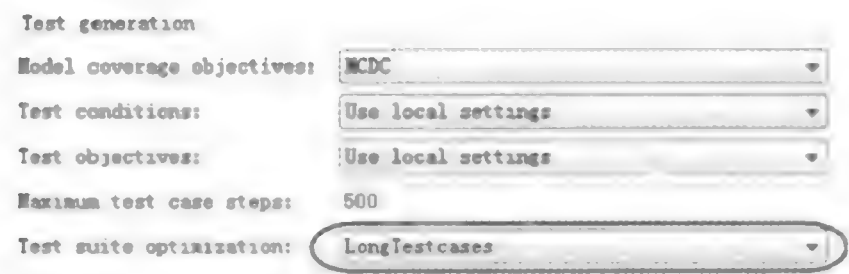 Test generation
Model coverage objectives: MCDC
Test conditions: Use local settings
Test objectives: Use local settings
Maximum test case steps: 500
Test suite optimization: LongTestcases